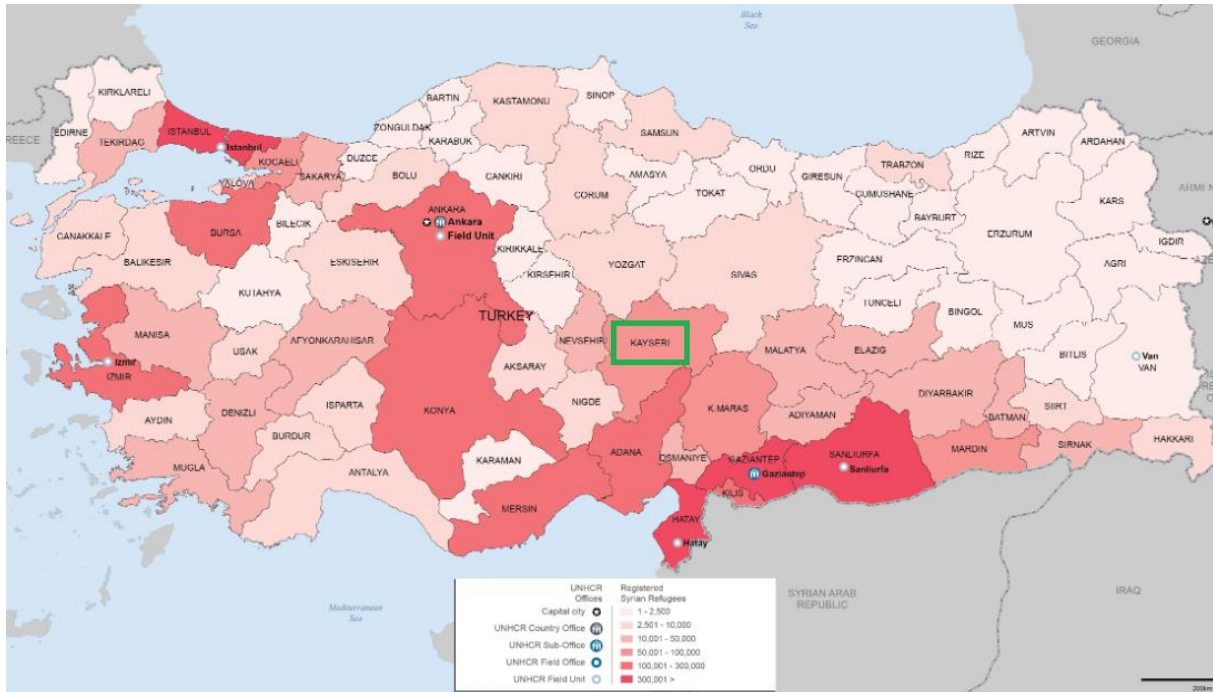 Black
Sea
GEORGIA
KIRKLARELI
EDIRNE
TEKIRDAG
ISTANBUL
Istanbul
KOCAELI
SAKARYA
YALOVA
DUZCE
BOLU
ZONGULDAK
BARTIN
KARABUK
KASTAMONU
SINOP
CANKIRI
SAMSUN
CORUM
AMASYA
TOKAT
ORDU
GIRESUN
TRABZON
GUMUSHANE
BAYBURT
RIZE
ARTVIN
ARDAHAN
KARS
IGDIR
AGRI
ERZURUM
ERZINCAN
CANAKKALE
BALIKESIR
BURSA
BILECIK
ESKISEHIR
KUTAHYA
ANKARA
Ankara
Field Unit
KIRIKKALE
KIRSEHIR
YOZGAT
SIVAS
TUNCELI
BINGOL
MUS
BITLIS
Van
VAN
TURKEY
MANISA
USAK
AFYONKARAHISAR
Izmir
IZMIR
AYDIN
DENIZLI
ISPARTA
BURDUR
MUGLA
ANTALYA
KONYA
AKSARAY
NEVSEHIR
KAYSERI
NIGDE
KARAMAN
MERSIN
ADANA
MALATYA
ELAZIG
K.MARAS
ADIYAMAN
DIYARBAKIR
BATMAN
SIIRT
MARDIN
SIRNAK
HAKKARI
OSMANIYE
GAZIANTEP
Gaziantep
SANLIURFA
Sanliurfa
KILIS
HATAY
Hatay
SYRIAN ARAB
REPUBLIC
IRAQ
Mediterranean
Sea
UNHCR
Offices
Capital city
UNHCR Country Office
UNHCR Sub-Office
UNHCR Field Office
UNHCR Field Unit
Registered
Syrian Refugees
1 - 2,500
2,501 - 10,000
10,001 - 50,000
50,001 - 100,000
100,001 - 300,000
300,001 >
200km